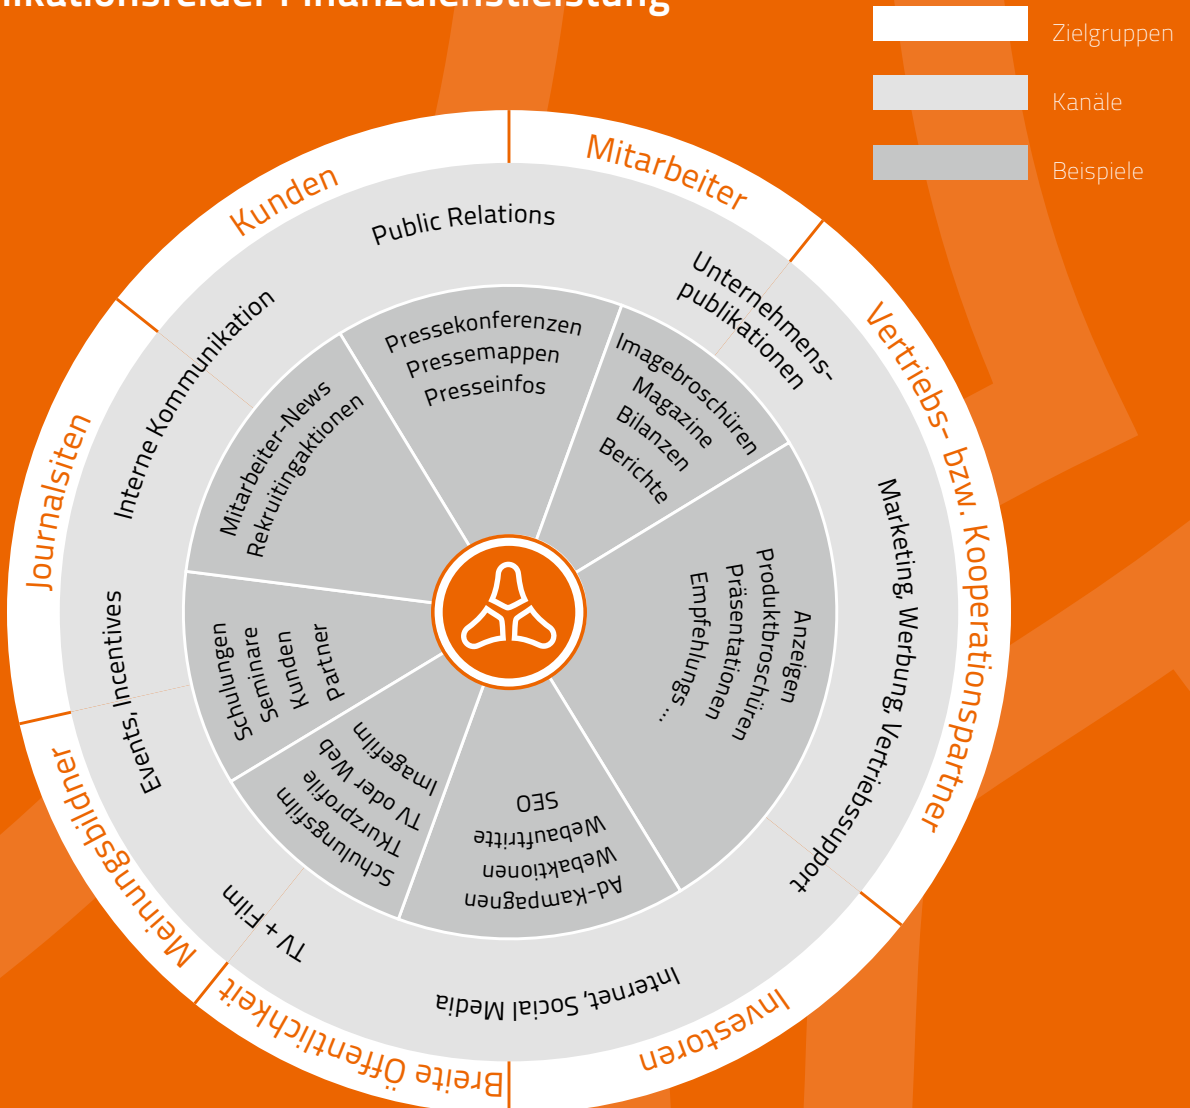 likationsfelder Finanzdienstleistung
Zielgruppen
Kanäle
Beispiele
Mitarbeiter
Vertriebs- bzw. Kooperationspartner
Investoren
Breite Öffentlichkeit
Meinungsbildner
Journalsiten
Kunden
Public Relations
Unternehmens-
publikationen
Marketing, Werbung, Vertriebssupport
Internet, Social Media
TV + Film
Events, Incentives
Interne Kommunikation
Pressekonferenzen
Pressemappen
Presseinfos
Imagebroschüren
Magazine
Bilanzen
Berichte
Anzeigen
Produktbroschüren
Präsentationen
Empfehlungs ...
SEO
Webauftritte
Webaktionen
Ad-Kampagnen
Imagefilm
TV oder Web
TKurzprofile
Schulungsfilm
Schulungen
Seminare
Kunden
Partner
Mitarbeiter-News
Rekruitingaktionen